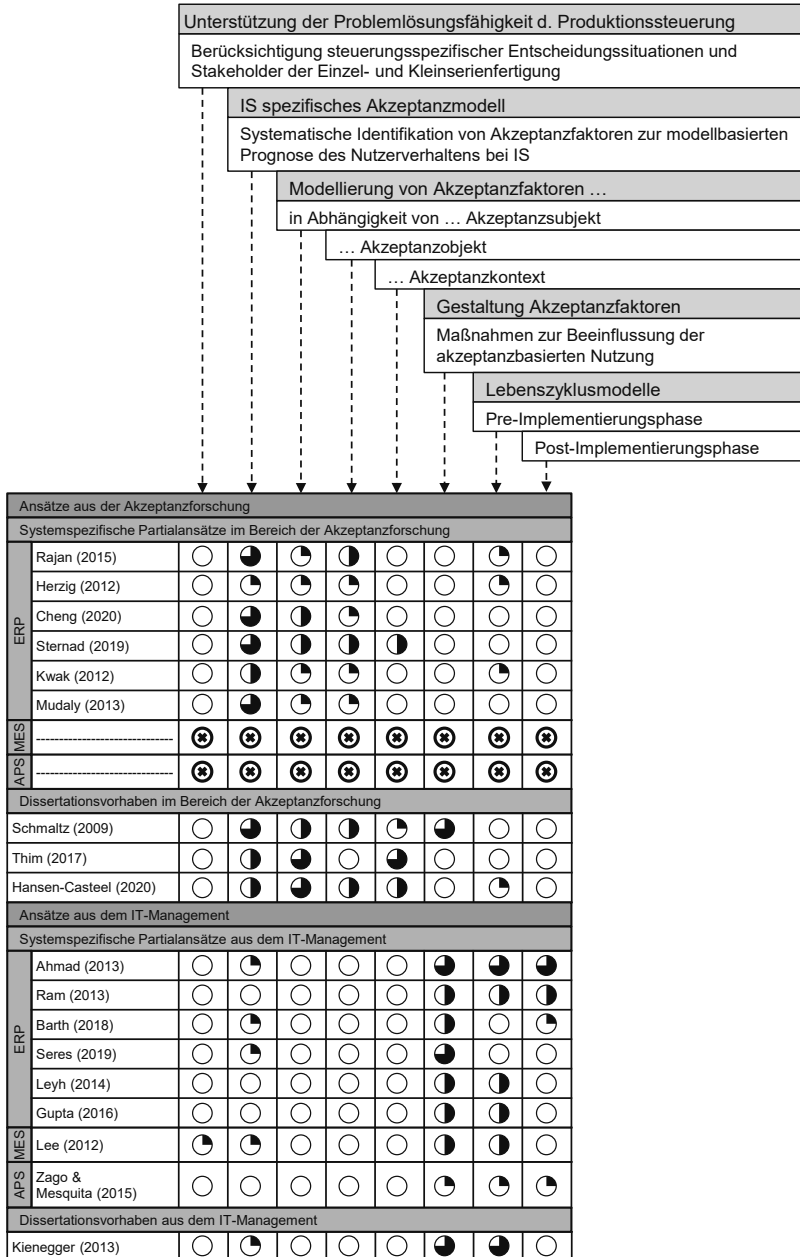 Unterstützung der Problemlösungsfähigkeit d. Produktionssteuerung
Berücksichtigung steuerungsspezifischer Entscheidungssituationen und
Stakeholder der Einzel- und Kleinserienfertigung
IS spezifisches Akzeptanzmodell
Systematische Identifikation von Akzeptanzfaktoren zur modellbasierten
Prognose des Nutzerverhaltens bei IS
Modellierung von Akzeptanzfaktoren …
in Abhängigkeit von … Akzeptanzsubjekt
… Akzeptanzobjekt
… Akzeptanzkontext
Gestaltung Akzeptanzfaktoren
Maßnahmen zur Beeinflussung der
akzeptanzbasierten Nutzung
Lebenszyklusmodelle
Pre-Implementierungsphase
Post-Implementierungsphase
Ansätze aus der Akzeptanzforschung
Systemspezifische Partialansätze im Bereich der Akzeptanzforschung
ERP
Rajan (2015)
Herzig (2012)
Cheng (2020)
Sternad (2019)
Kwak (2012)
Mudaly (2013)
MES
------------------------------
APS
------------------------------
Dissertationsvorhaben im Bereich der Akzeptanzforschung
Schmaltz (2009)
Thim (2017)
Hansen-Casteel (2020)
Ansätze aus dem IT-Management
Systemspezifische Partialansätze aus dem IT-Management
ERP
Ahmad (2013)
Ram (2013)
Barth (2018)
Seres (2019)
Leyh (2014)
Gupta (2016)
MES
Lee (2012)
APS
Zago &
Mesquita (2015)
Dissertationsvorhaben aus dem IT-Management
Kienegger (2013)